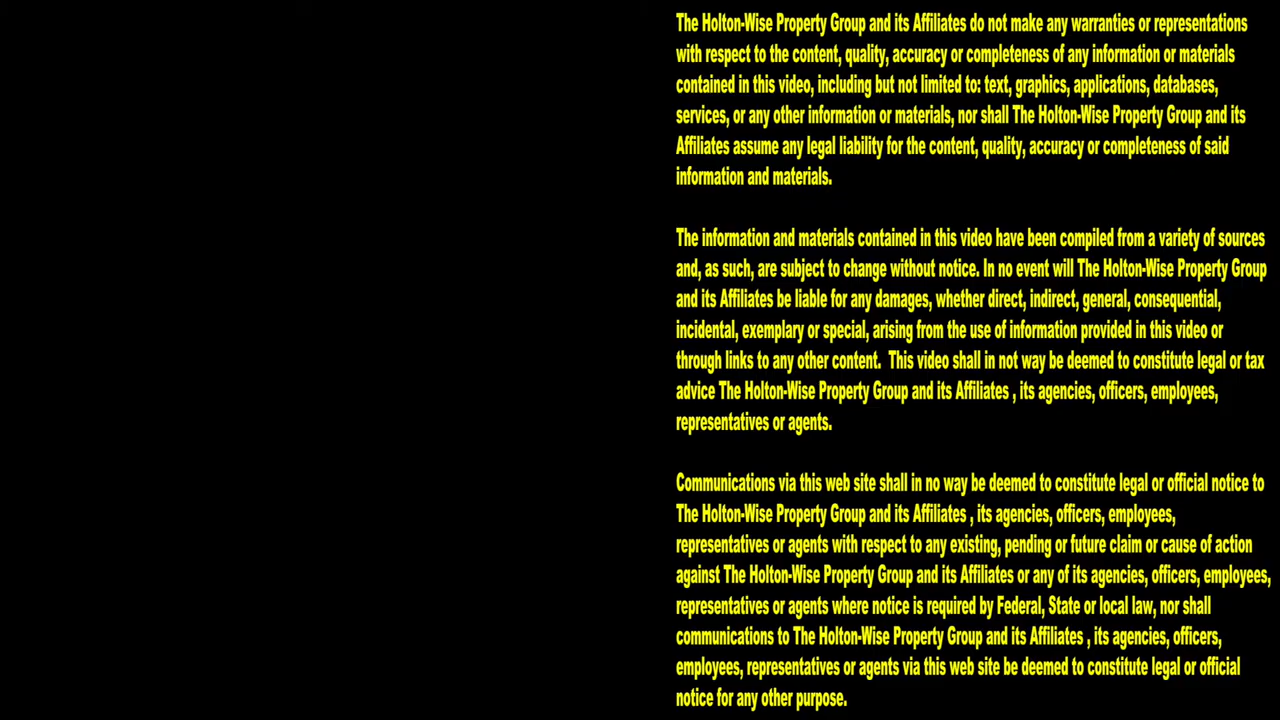 The Holton-Wise Property Group and its Affiliates do not make any warranties or representations
with respect to the content, quality, accuracy or completeness of any information or materials
contained in this video, including but not limited to: text, graphics, applications, databases,
services, or any other information or materials, nor shall The Holton-Wise Property Group and its
Affiliates assume any legal liability for the content, quality, accuracy or completeness of said
information and materials.
The information and materials contained in this video have been compiled from a variety of sources
and, as such, are subject to change without notice. In no event will The Holton-Wise Property Group
and its Affiliates be liable for any damages, whether direct, indirect, general, consequential,
incidental, exemplary or special, arising from the use of information provided in this video or
through links to any other content.  This video shall in not way be deemed to constitute legal or tax
advice The Holton-Wise Property Group and its Affiliates , its agencies, officers, employees,
representatives or agents.
Communications via this web site shall in no way be deemed to constitute legal or official notice to
The Holton-Wise Property Group and its Affiliates , its agencies, officers, employees,
representatives or agents with respect to any existing, pending or future claim or cause of action
against The Holton-Wise Property Group and its Affiliates or any of its agencies, officers, employees,
representatives or agents where notice is required by Federal, State or local law, nor shall
communications to The Holton-Wise Property Group and its Affiliates , its agencies, officers,
employees, representatives or agents via this web site be deemed to constitute legal or official
notice for any other purpose.